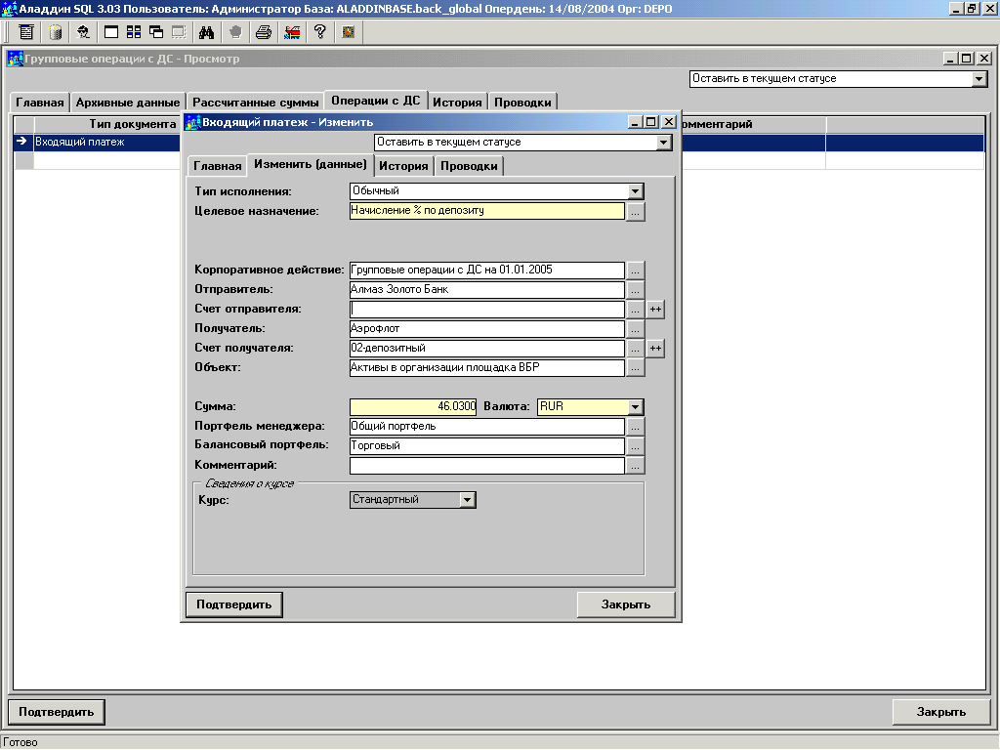 Аладдин SQL 3.03 Пользователь: Администратор База: ALADDINBASE.back_global Опердень: 14/08/2004 Орг: DEPO
Групповые операции с ДС - Просмотр
Оставить в текущем статусе
Главная Архивные данные Рассчитанные суммы Операции с ДС История Проводки
Тип документа
омментарий
Входящий платеж
Входящий платеж - Изменить
Оставить в текущем статусе
Главная Изменить (данные) История Проводки
Тип исполнения: Обычный
Целевое назначение: Начисление % по депозиту ...
Корпоративное действие: Групповые операции с ДС на 01.01.2005 ...
Отправитель: Алмаз Золото Банк ...
Счет отправителя: ... ++
Получатель: Аэрофлот ...
Счет получателя: 02-депозитный ... ++
Объект: Активы в организации площадка ВБР ...
Сумма: 46.0300 Валюта: RUR
Портфель менеджера: Общий портфель ...
Балансовый портфель: Торговый ...
Комментарий: ...
Сведения о курсе
Курс: Стандартный
Подтвердить Закрыть
Подтвердить Закрыть
Готово